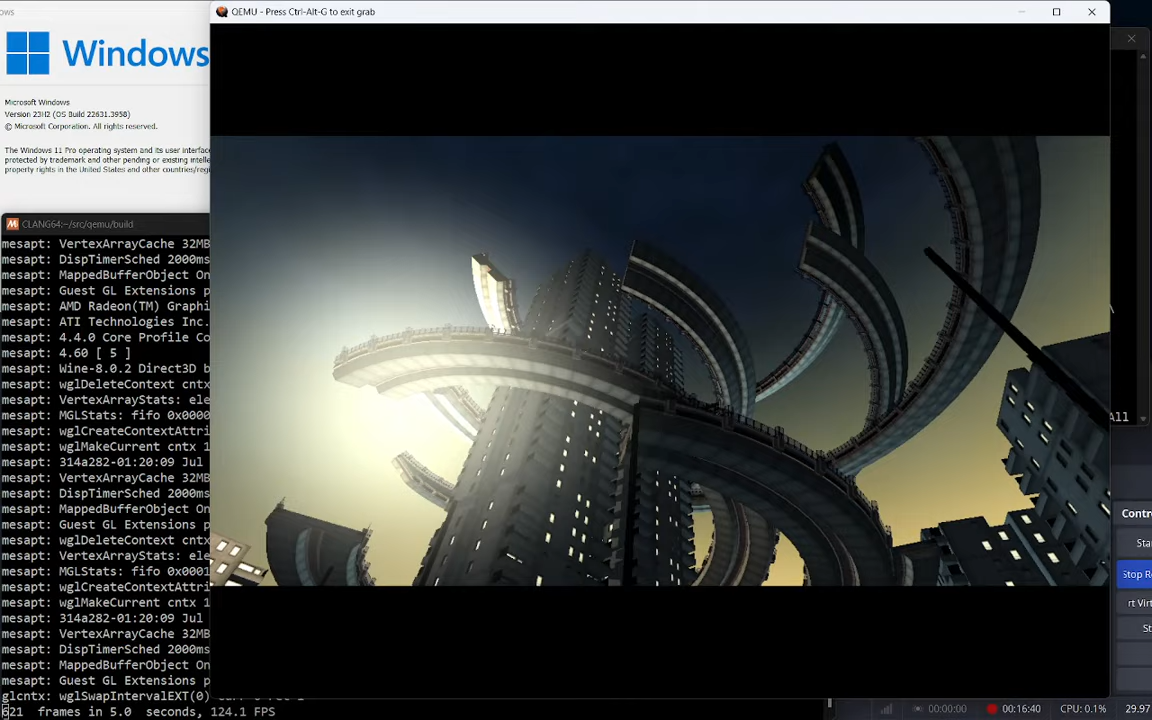 ows
QEMU - Press Ctrl-Alt-G to exit grab
Windows
Microsoft Windows
Version 23H2 (OS Build 22631.3958)
© Microsoft Corporation. All rights reserved.
The Windows 11 Pro operating system and its user interfac
protected by trademark and other pending or existing intelle
property rights in the United States and other countries/regi
CLANG64:~/src/qemu/build
mesapt: VertexArrayCache 32MB
mesapt: DispTimerSched 2000ms
mesapt: MappedBufferObject On
mesapt: Guest GL Extensions p
mesapt: AMD Radeon(TM) Graphi
mesapt: ATI Technologies Inc.
mesapt: 4.4.0 Core Profile Co
mesapt: 4.60 [ 5 ]
mesapt: Wine-8.0.2 Direct3D b
mesapt: wglDeleteContext cntx
mesapt: VertexArrayStats: ele
mesapt: MGLStats: fifo 0x0000
mesapt: wglCreateContextAttri
mesapt: wglMakeCurrent cntx 1
mesapt: 314a282-01:20:09 Jul
mesapt: VertexArrayCache 32MB
mesapt: DispTimerSched 2000ms
mesapt: MappedBufferObject On
mesapt: Guest GL Extensions p
mesapt: wglDeleteContext cntx
mesapt: VertexArrayStats: ele
mesapt: MGLStats: fifo 0x0001
mesapt: wglCreateContextAttri
mesapt: wglMakeCurrent cntx 1
mesapt: 314a282-01:20:09 Jul
mesapt: VertexArrayCache 32MB
mesapt: DispTimerSched 2000ms
mesapt: MappedBufferObject On
mesapt: Guest GL Extensions p
glcntx: wglSwapIntervalEXT(0)
621 frames in 5.0 seconds, 124.1 FPS
All
Contro
Sta
Stop Re
rt Virt
St
00:00:00
00:16:40
CPU: 0.1%
29.97